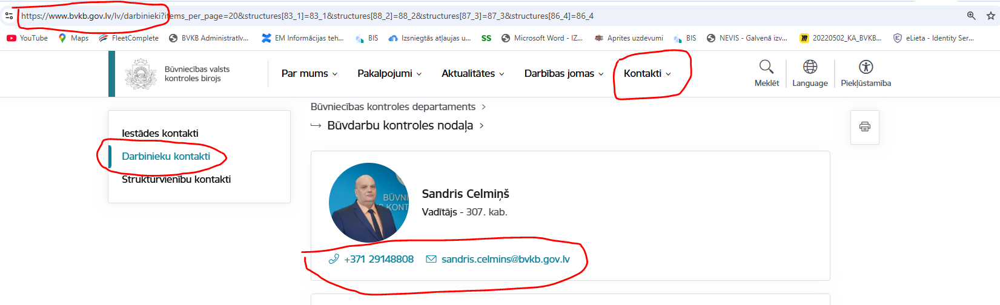 https://www.bvkb.gov.lv/lv/darbinieki?items_per_page=20&structures[83_1]=83_1&structures[88_2]=88_2&structures[87_3]=87_3&structures[86_4]=86_4
YouTube Maps FleetComplete BVKB Administratīv... EM Informācijas teh... BIS Izsniegtās atļaujas u... SS Microsoft Word - IZ... Aprites uzdevumi BIS NEVIS - Galvenā izv... 20220502_KA_BVKB... eLieta - Identity Ser...
Būvniecības valsts
kontroles birojs
Par mums Pakalpojumi Aktualitātes Darbības jomas Kontakti
Meklēt Language Piekļūstamība
Būvniecības kontroles departaments
Būvdarbu kontroles nodaļa
Iestādes kontakti
Darbinieku kontakti
Struktūrvienību kontakti
BŪVNI
KONT
Sandris Celmiņš
Vadītājs - 307. kab.
+371 29148808 sandris.celmins@bvkb.gov.lv